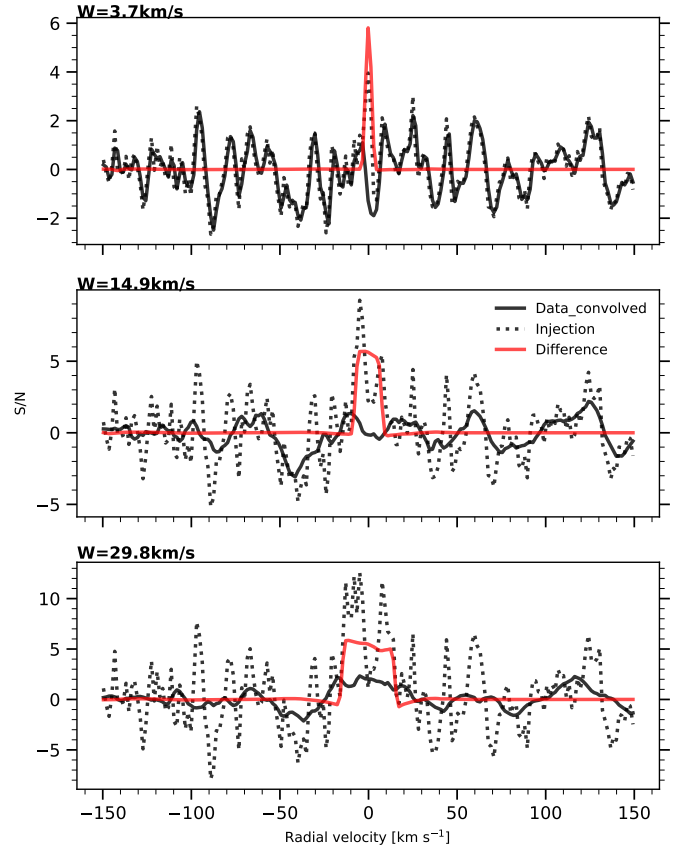 W=3.7km/s
6
4
2
0
−2
W=14.9km/s
5
0
−5
S/N
Data_convolved
Injection
Difference
W=29.8km/s
10
5
0
−5
−150 −100 −50 0 50 100 150
Radial velocity [km s⁻¹]